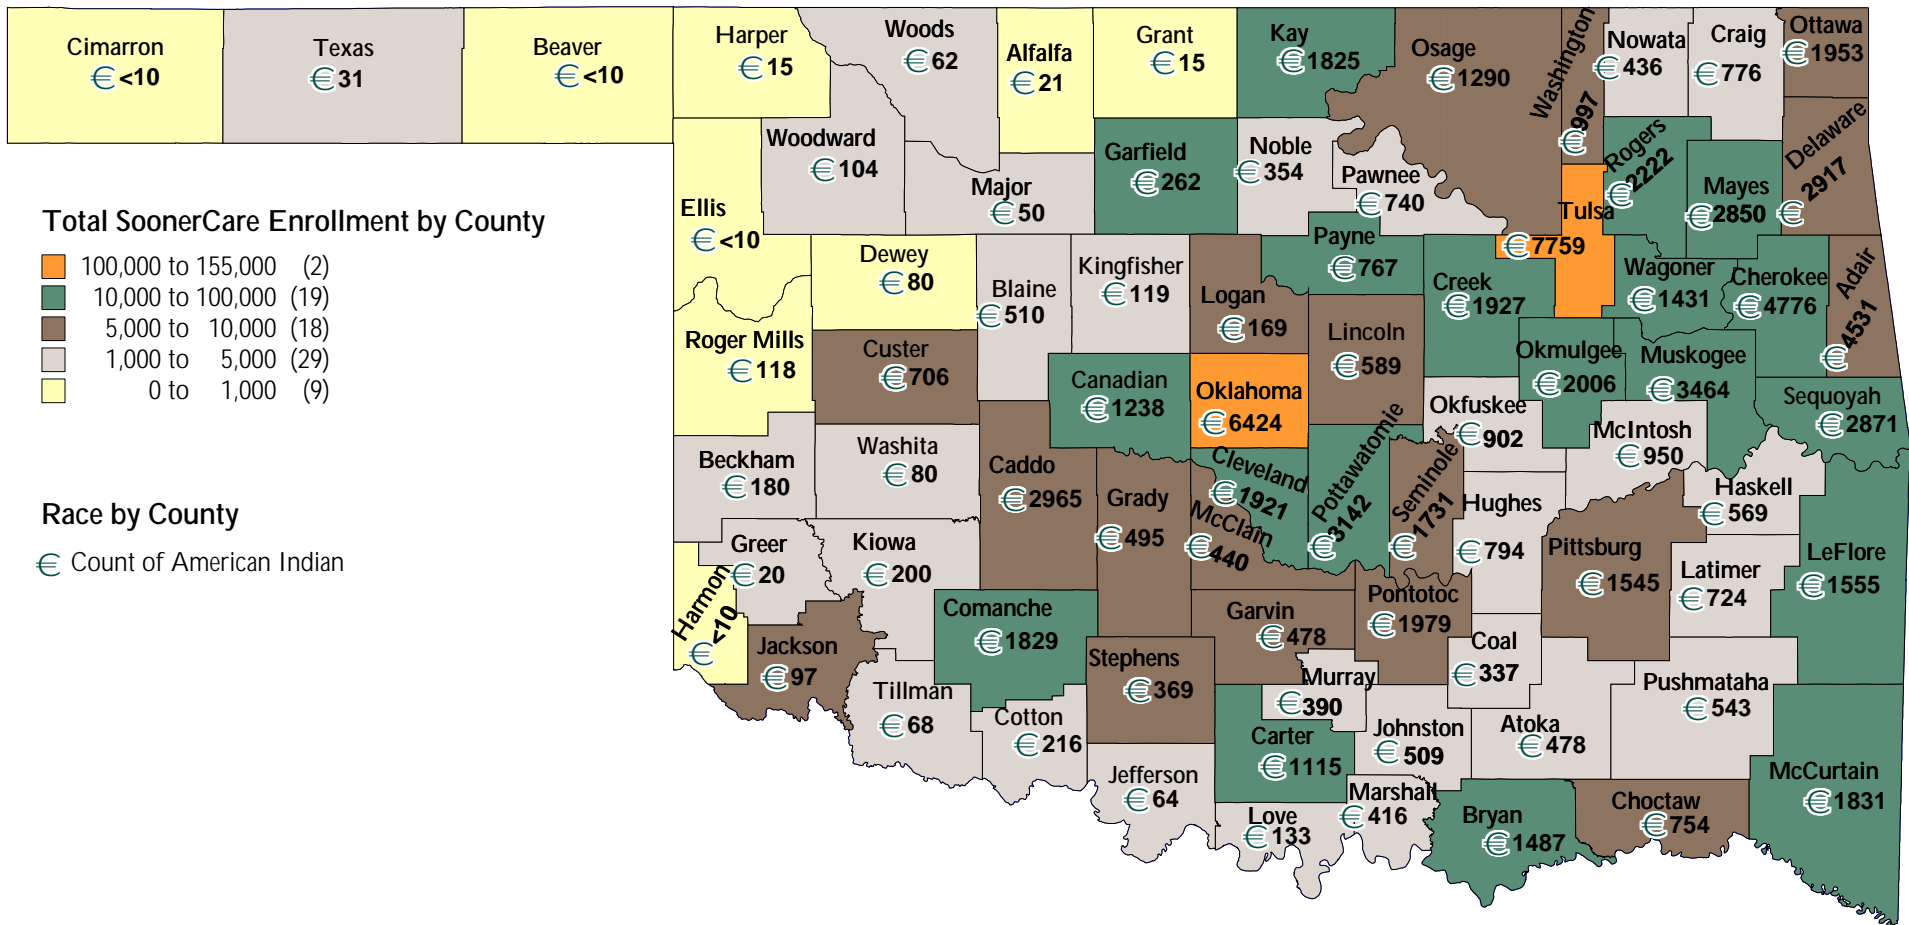 Cimarron
<10
Texas
31
Beaver
<10
Harper
15
Woods
62
Alfalfa
21
Grant
15
Kay
1825
Osage
1290
Washington
997
Nowata
436
Craig
776
Ottawa
1953
Woodward
104
Major
50
Garfield
262
Noble
354
Pawnee
740
Rogers
2222
Mayes
2850
Delaware
2917
Ellis
<10
Dewey
80
Blaine
510
Kingfisher
119
Logan
169
Payne
767
Lincoln
589
Creek
1927
Tulsa
7759
Wagoner
1431
Cherokee
4776
Adair
4531
Total SoonerCare Enrollment by County
100,000 to 155,000 (2)
10,000 to 100,000 (19)
5,000 to 10,000 (18)
1,000 to 5,000 (29)
0 to 1,000 (9)
Roger Mills
118
Custer
706
Canadian
1238
Oklahoma
6424
Okmulgee
2006
Muskogee
3464
Sequoyah
2871
Okfuskee
902
McIntosh
950
Beckham
180
Washita
80
Caddo
2965
Grady
495
McClain
440
Cleveland
1921
Pottawatomie
3142
Seminole
1731
Hughes
794
Haskell
569
Pittsburg
1545
Latimer
724
LeFlore
1555
Race by County
Count of American Indian
Harmon
<10
Greer
20
Kiowa
200
Jackson
97
Comanche
1829
Tillman
68
Cotton
216
Stephens
369
Garvin
478
Pontotoc
1979
Coal
337
Murray
390
Carter
1115
Johnston
509
Atoka
478
Pushmataha
543
Jefferson
64
Love
133
Marshall
416
Bryan
1487
Choctaw
754
McCurtain
1831